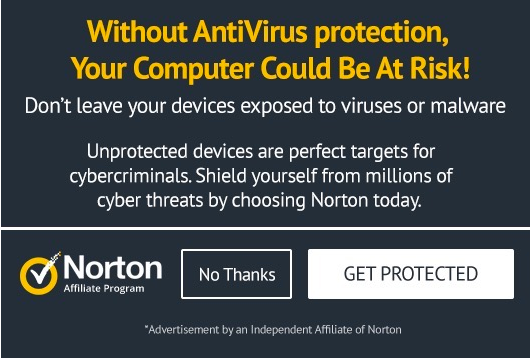 Without AntiVirus protection,
Your Computer Could Be At Risk!
Don’t leave your devices exposed to viruses or malware
Unprotected devices are perfect targets for
cybercriminals. Shield yourself from millions of
cyber threats by choosing Norton today.
Norton
Affiliate Program
No Thanks
GET PROTECTED
*Advertisement by an Independent Affiliate of Norton